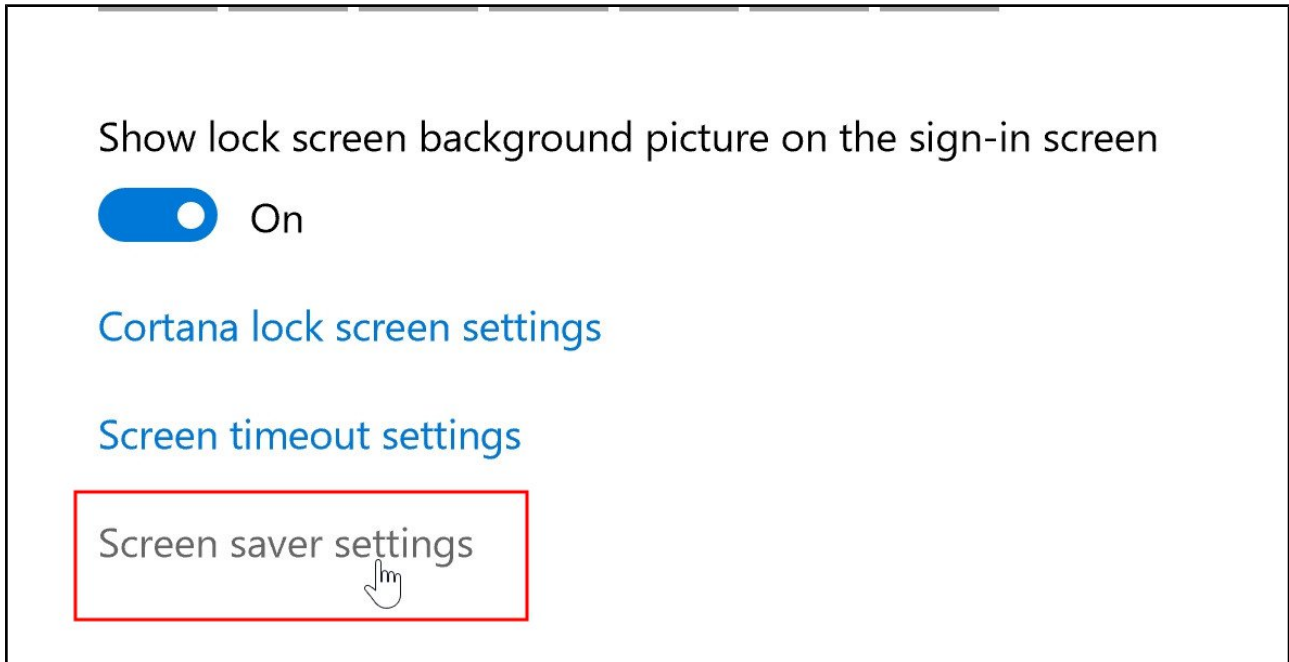 Show lock screen background picture on the sign-in screen
On
Cortana lock screen settings
Screen timeout settings
Screen saver settings